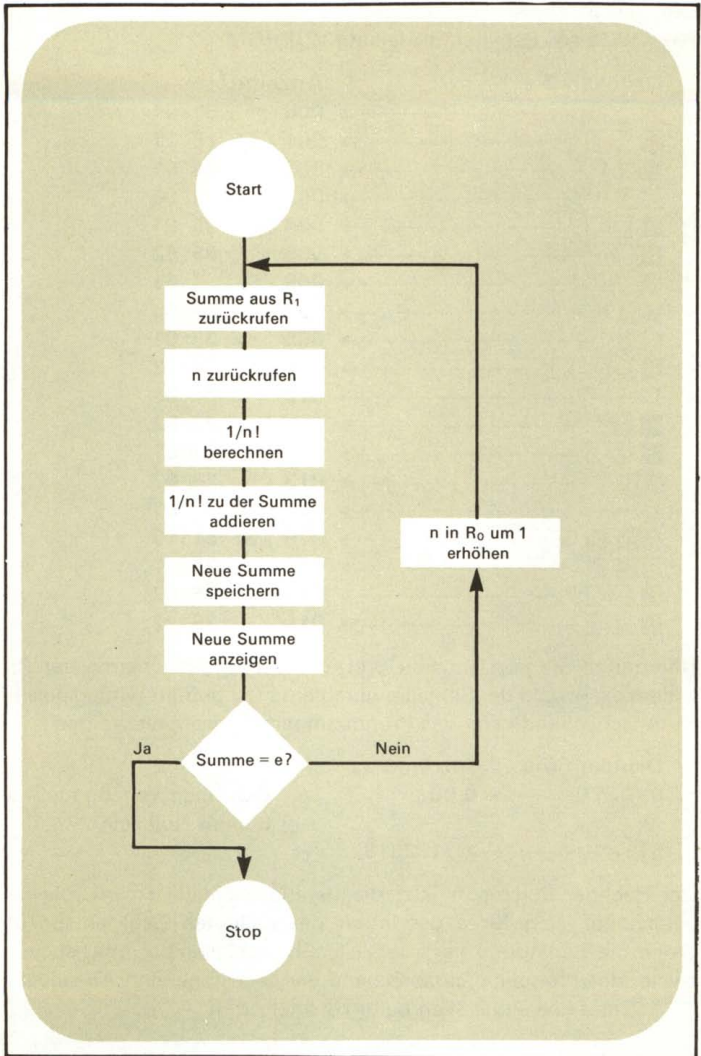 Start
Summe aus R₁
zurückrufen
n zurückrufen
1/n!
berechnen
1/n! zu der Summe
addieren
n in R₀ um 1
erhöhen
Neue Summe
speichern
Neue Summe
anzeigen
Ja
Summe = e?
Nein
Stop